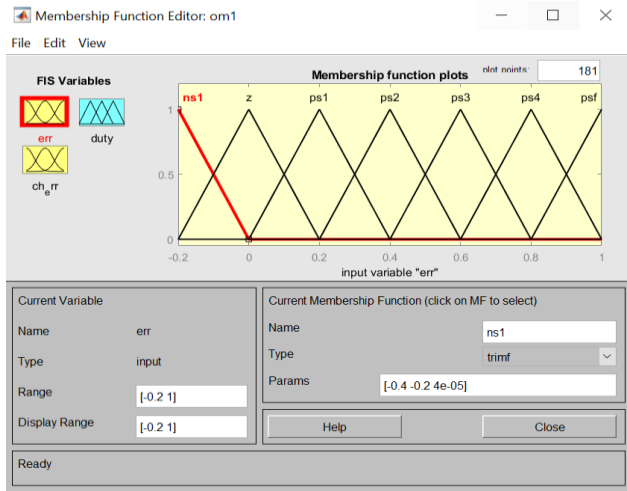 Membership Function Editor: om1
File Edit View
FIS Variables
err
duty
ch_err
Membership function plots
plot points:
181
ns1 z ps1 ps2 ps3 ps4 psf
1
0.5
0
-0.2 0 0.2 0.4 0.6 0.8 1
input variable "err"
Current Variable
Name err
Type input
Range [-0.2 1]
Display Range [-0.2 1]
Current Membership Function (click on MF to select)
Name ns1
Type trimf
Params [-0.4 -0.2 4e-05]
Help Close
Ready